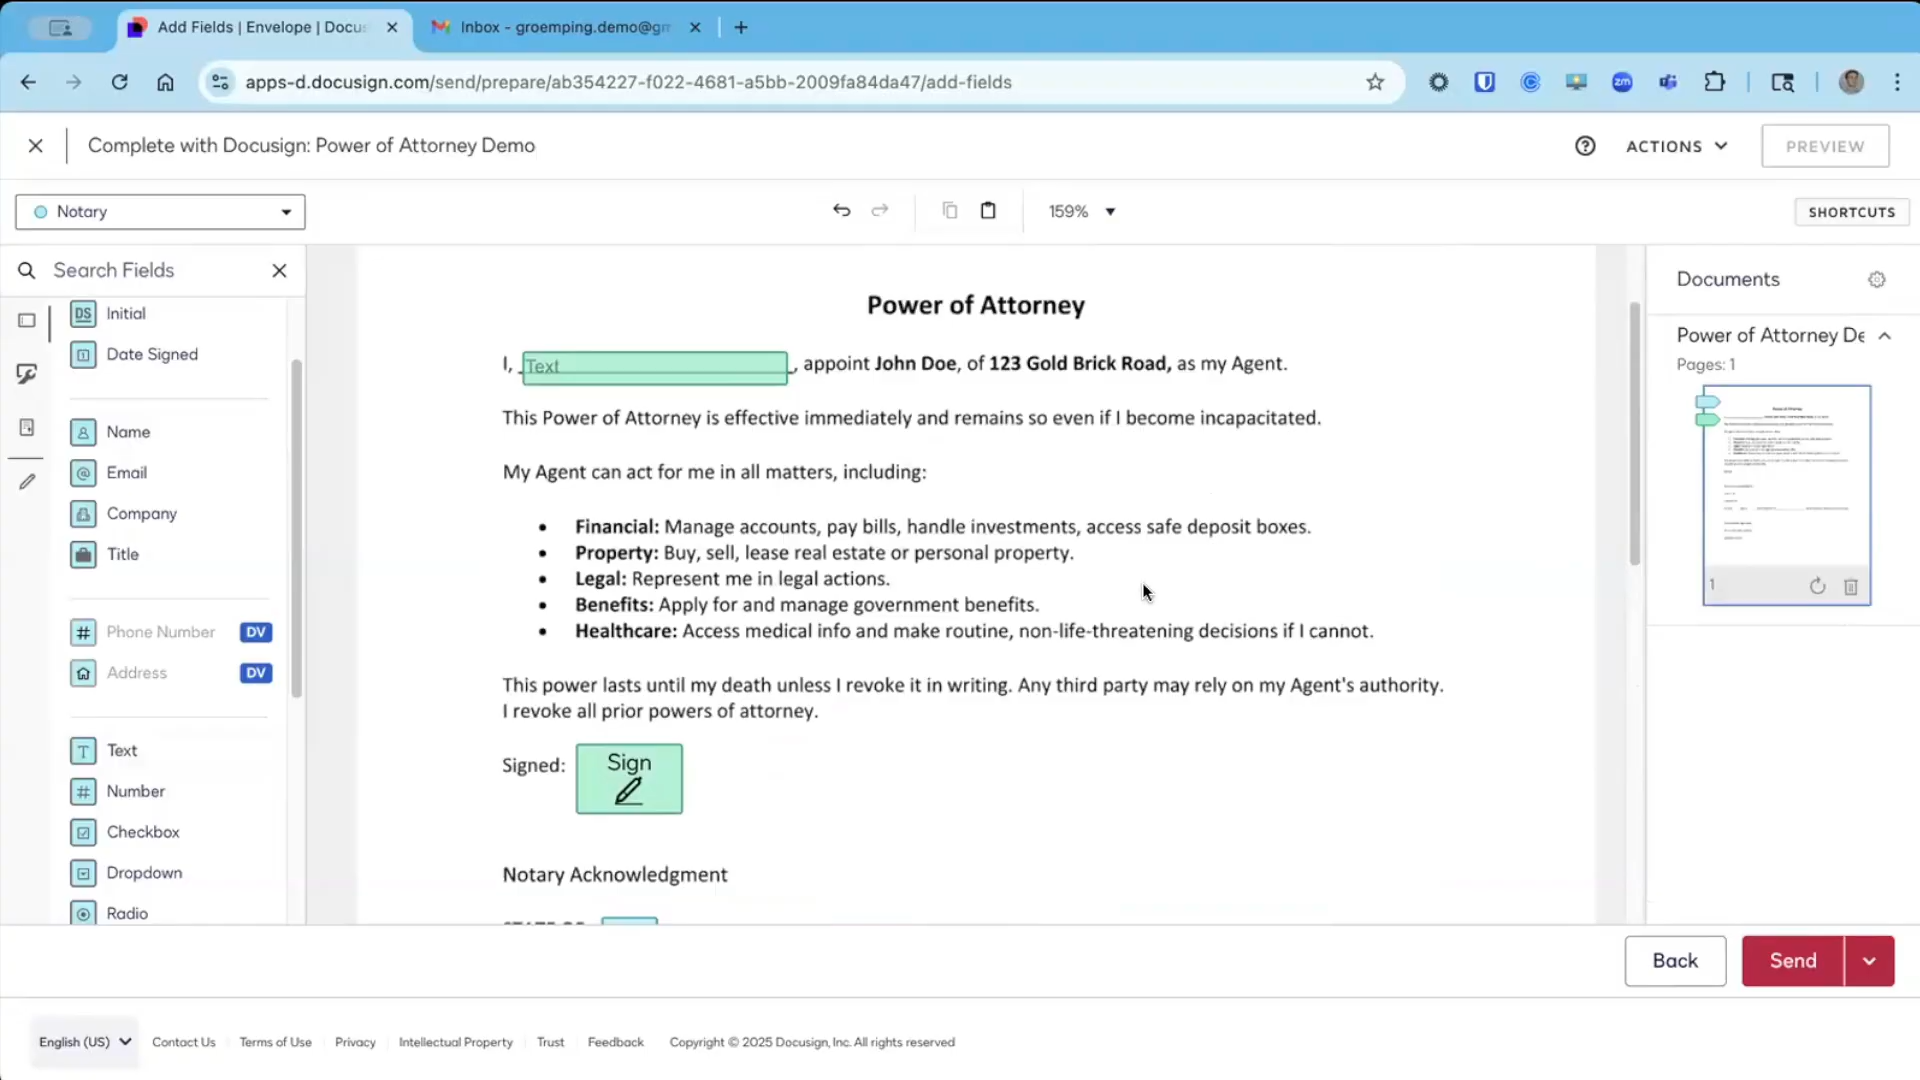 Add Fields | Envelope | Docus
Inbox - groemping.demo@gm
apps-d.docusign.com/send/prepare/ab354227-f022-4681-a5bb-2009fa84da47/add-fields
zm
Complete with Docusign: Power of Attorney Demo
ACTIONS
PREVIEW
Notary
159%
SHORTCUTS
Search Fields
DS Initial
Date Signed
Name
Email
Company
Title
Phone Number DV
Address DV
Text
Number
Checkbox
Dropdown
Radio
Power of Attorney
I, Text, appoint John Doe, of 123 Gold Brick Road, as my Agent.
This Power of Attorney is effective immediately and remains so even if I become incapacitated.
My Agent can act for me in all matters, including:
• Financial: Manage accounts, pay bills, handle investments, access safe deposit boxes.
• Property: Buy, sell, lease real estate or personal property.
• Legal: Represent me in legal actions.
• Benefits: Apply for and manage government benefits.
• Healthcare: Access medical info and make routine, non-life-threatening decisions if I cannot.
This power lasts until my death unless I revoke it in writing. Any third party may rely on my Agent's authority.
I revoke all prior powers of attorney.
Signed: Sign
Notary Acknowledgment
Documents
Power of Attorney De
Pages: 1
1
Back
Send
English (US)
Contact Us
Terms of Use
Privacy
Intellectual Property
Trust
Feedback
Copyright © 2025 Docusign, Inc. All rights reserved